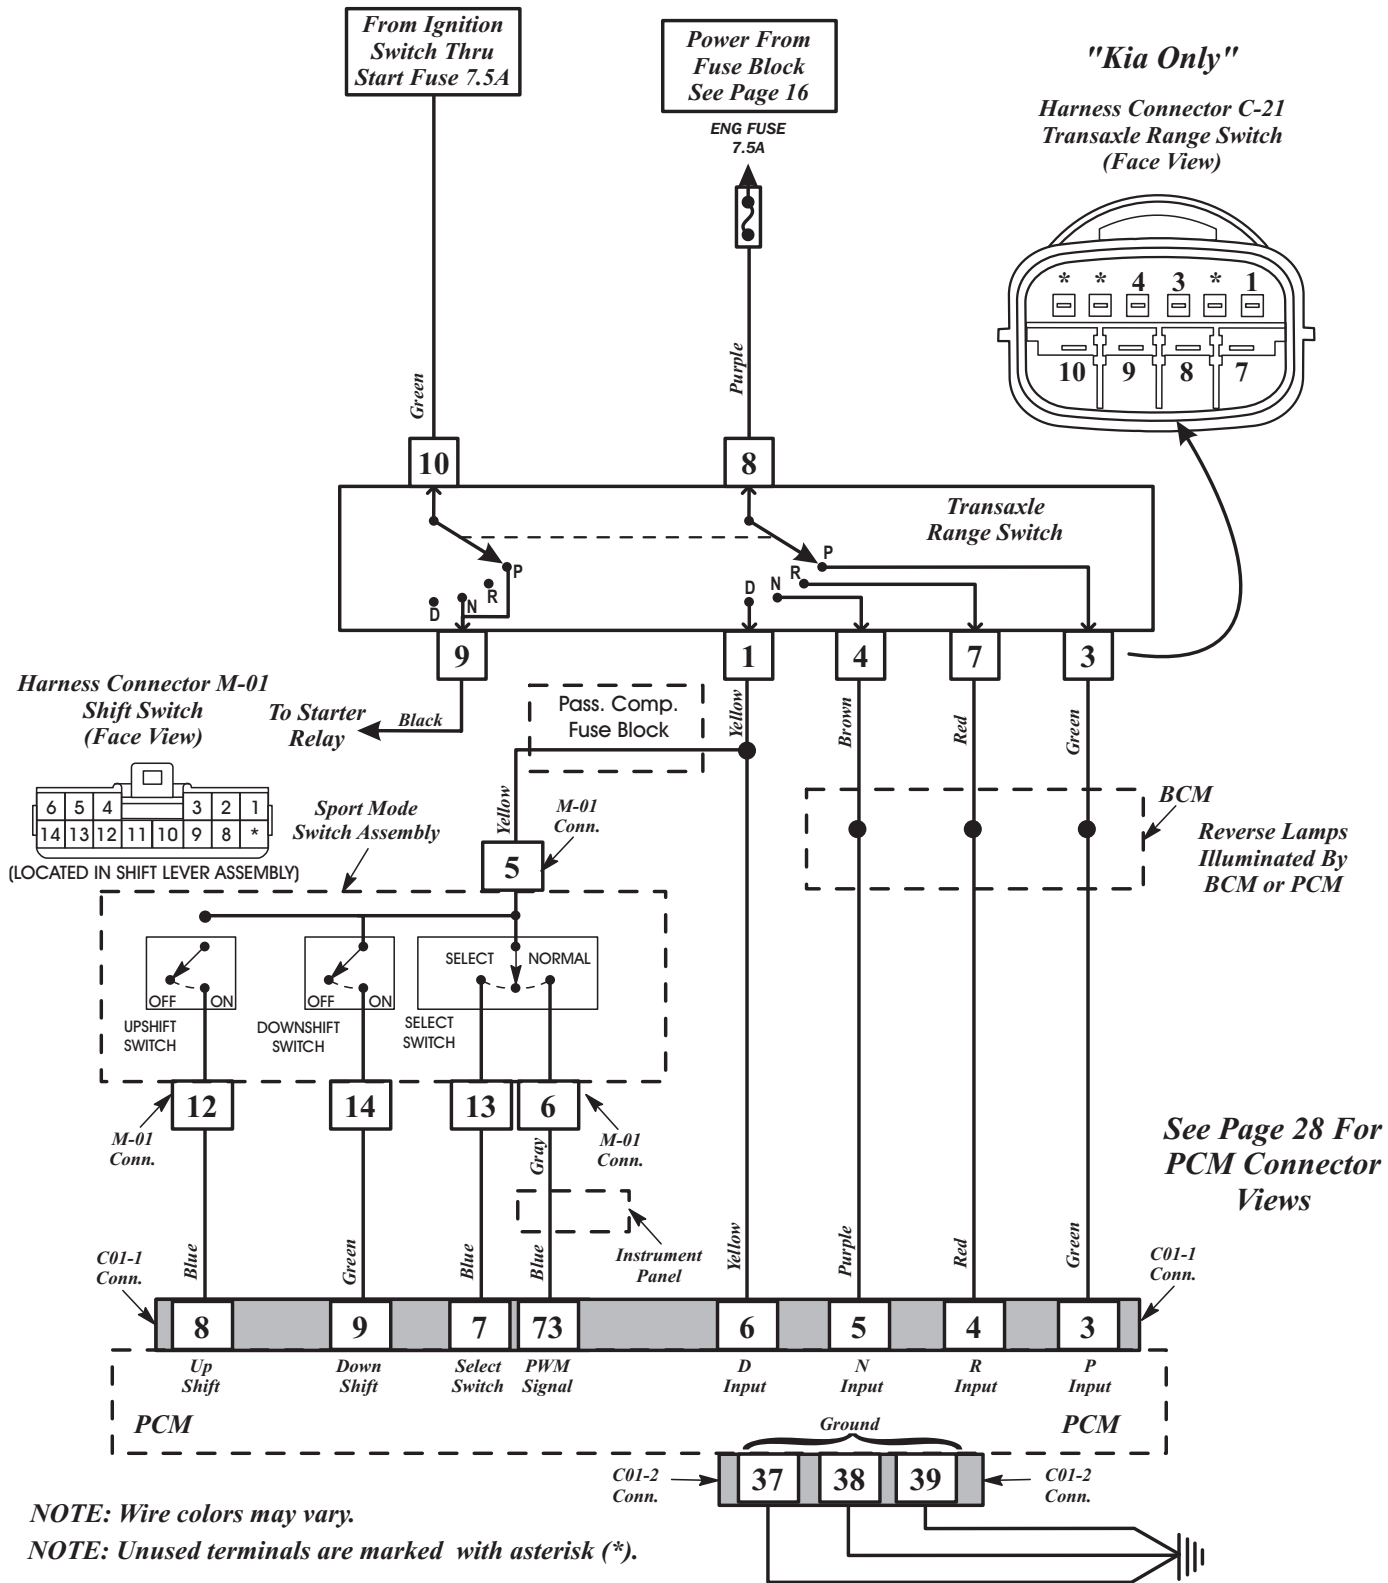 From Ignition
Switch Thru
Start Fuse 7.5A
Power From
Fuse Block
See Page 16
ENG FUSE
7.5A
"Kia Only"
Harness Connector C-21
Transaxle Range Switch
(Face View)
* * 4 3 * 1
10 9 8 7
Green
Purple
10
8
Transaxle
Range Switch
P
R
N
D
P
R
N
D
9
1
4
7
3
Harness Connector M-01
Shift Switch
(Face View)
To Starter
Relay
Black
Pass. Comp.
Fuse Block
Yellow
Brown
Red
Green
6 5 4 3 2 1
14 13 12 11 10 9 8 *
(LOCATED IN SHIFT LEVER ASSEMBLY)
Sport Mode
Switch Assembly
Yellow
M-01
Conn.
5
BCM
Reverse Lamps
Illuminated By
BCM or PCM
OFF ON
UPSHIFT
SWITCH
OFF ON
DOWNSHIFT
SWITCH
SELECT NORMAL
SELECT
SWITCH
12
14
13
6
M-01
Conn.
Gray
M-01
Conn.
See Page 28 For
PCM Connector
Views
Instrument
Panel
C01-1
Conn.
Blue
Green
Blue
Blue
Yellow
Purple
Red
Green
C01-1
Conn.
8
9
7
73
6
5
4
3
Up
Shift
Down
Shift
Select
Switch
PWM
Signal
D
Input
N
Input
R
Input
P
Input
PCM
PCM
Ground
C01-2
Conn.
37
38
39
C01-2
Conn.
NOTE: Wire colors may vary.
NOTE: Unused terminals are marked with asterisk (*).